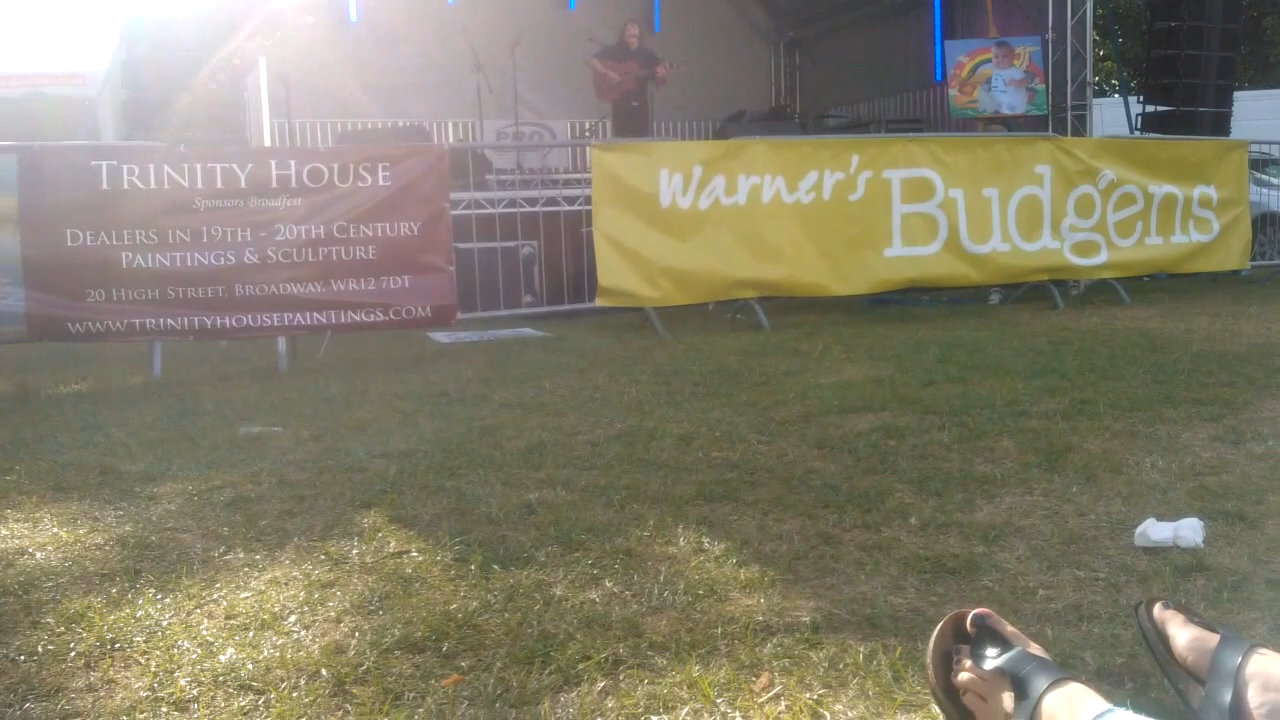 TRINITY HOUSE
Sponsors Broadfest
DEALERS IN 19TH - 20TH CENTURY
PAINTINGS & SCULPTURE
20 HIGH STREET, BROADWAY, WR12 7DT
WWW.TRINITYHOUSEPAINTINGS.COM
PRO
Warner's Budgens